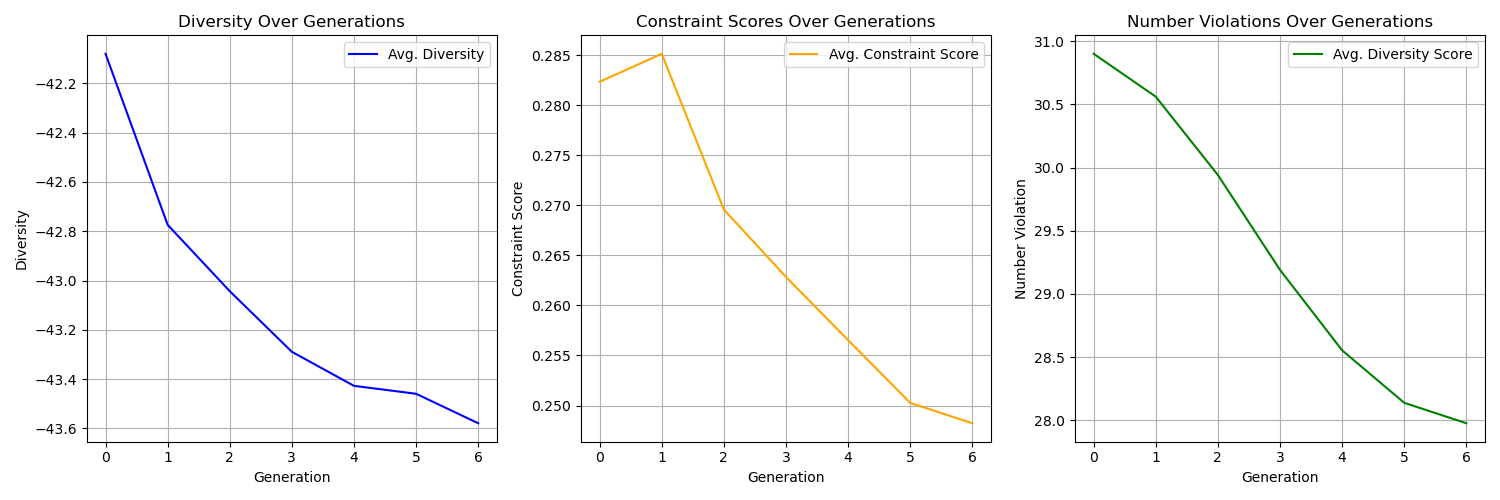 Diversity Over Generations
Avg. Diversity
Diversity
−42.2
−42.4
−42.6
−42.8
−43.0
−43.2
−43.4
−43.6
0 1 2 3 4 5 6
Generation
Constraint Scores Over Generations
Avg. Constraint Score
Constraint Score
0.285
0.280
0.275
0.270
0.265
0.260
0.255
0.250
0 1 2 3 4 5 6
Generation
Number Violations Over Generations
Avg. Diversity Score
Number Violation
31.0
30.5
30.0
29.5
29.0
28.5
28.0
0 1 2 3 4 5 6
Generation